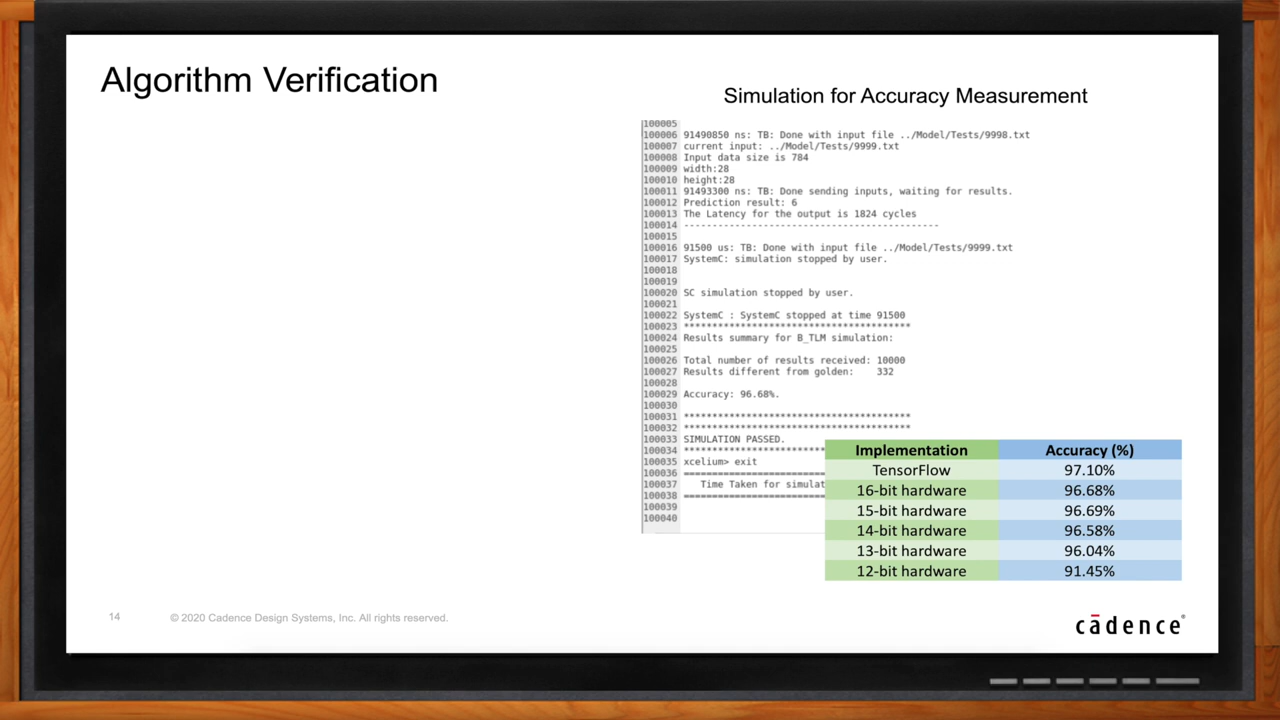 Algorithm Verification
Simulation for Accuracy Measurement
100005
100006 91490850 ns: TB: Done with input file ../Model/Tests/9998.txt
100007 current input: ../Model/Tests/9999.txt
100008 Input data size is 784
100009 width:28
100010 height:28
100011 91493300 ns: TB: Done sending inputs, waiting for results.
100012 Prediction result: 6
100013 The Latency for the output is 1824 cycles
100014 ---------------------------------------------
100015
100016 91500 us: TB: Done with input file ../Model/Tests/9999.txt
100017 SystemC: simulation stopped by user.
100018
100019
100020 SC simulation stopped by user.
100021
100022 SystemC : SystemC stopped at time 91500
100023 ****************************************
100024 Results summary for B_TLM simulation:
100025
100026 Total number of results received: 10000
100027 Results different from golden: 332
100028
100029 Accuracy: 96.68%.
100030
100031 ****************************************
100032 ****************************************
100033 SIMULATION PASSED.
100034 *************************
100035 xcelium> exit
100036 =========================
100037 Time Taken for simulat
100038 =========================
100039
100040
Implementation Accuracy (%)
TensorFlow 97.10%
16-bit hardware 96.68%
15-bit hardware 96.69%
14-bit hardware 96.58%
13-bit hardware 96.04%
12-bit hardware 91.45%
14 © 2020 Cadence Design Systems, Inc. All rights reserved.
cādence®